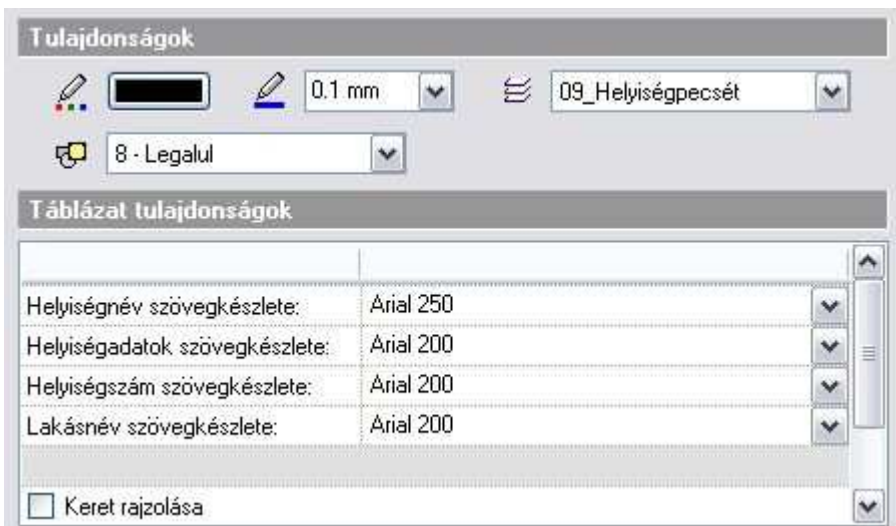 Tulajdonságok
0.1 mm 09_Helyiségpecsét
8 - Legalul
Táblázat tulajdonságok
Helyiségnév szövegkészlete: Arial 250
Helyiségadatok szövegkészlete: Arial 200
Helyiségszám szövegkészlete: Arial 200
Lakásnév szövegkészlete: Arial 200
Keret rajzolása